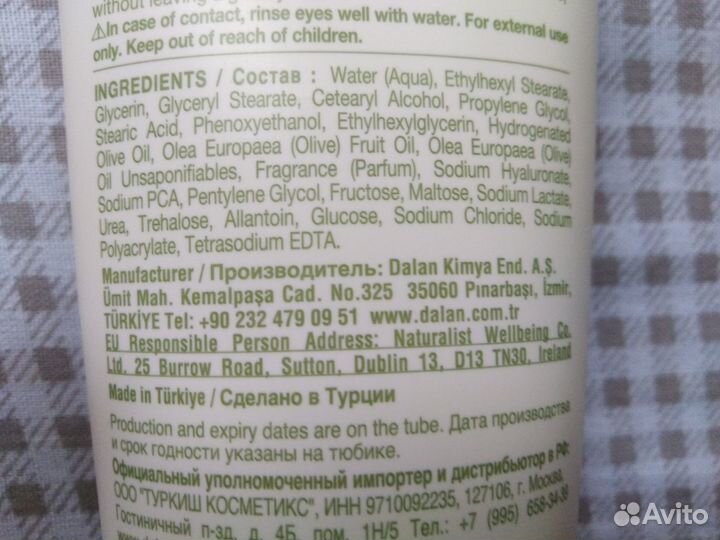 without leaving
⚠In case of contact, rinse eyes well with water. For external use
only. Keep out of reach of children.
INGREDIENTS / Состав : Water (Aqua), Ethylhexyl Stearate,
Glycerin, Glyceryl Stearate, Cetearyl Alcohol, Propylene Glycol,
Stearic Acid, Phenoxyethanol, Ethylhexylglycerin, Hydrogenated
Olive Oil, Olea Europaea (Olive) Fruit Oil, Olea Europaea (Olive)
Oil Unsaponifiables, Fragrance (Parfum), Sodium Hyaluronate,
Sodium PCA, Pentylene Glycol, Fructose, Maltose, Sodium Lactate,
Urea, Trehalose, Allantoin, Glucose, Sodium Chloride, Sodium
Polyacrylate, Tetrasodium EDTA.
Manufacturer / Производитель: Dalan Kimya End. A.Ş.
Ümit Mah. Kemalpaşa Cad. No.325 35060 Pınarbaşı, İzmir,
TÜRKİYE Tel: +90 232 479 09 51 www.dalan.com.tr
EU Responsible Person Address: Naturalist Wellbeing Co.
Ltd. 25 Burrow Road, Sutton, Dublin 13, D13 TN30, Ireland
Made in Türkiye / Сделано в Турции
Production and expiry dates are on the tube. Дата производства
и срок годности указаны на тюбике.
Официальный уполномоченный импортер и дистрибьютор в РФ:
ООО "ТУРКИШ КОСМЕТИКС", ИНН 9710092235, 127106, г. Москва,
Гостиничный п-зд, д. 4Б, пом. 1Н/5 Тел.: +7 (995) 658-34-39
Avito